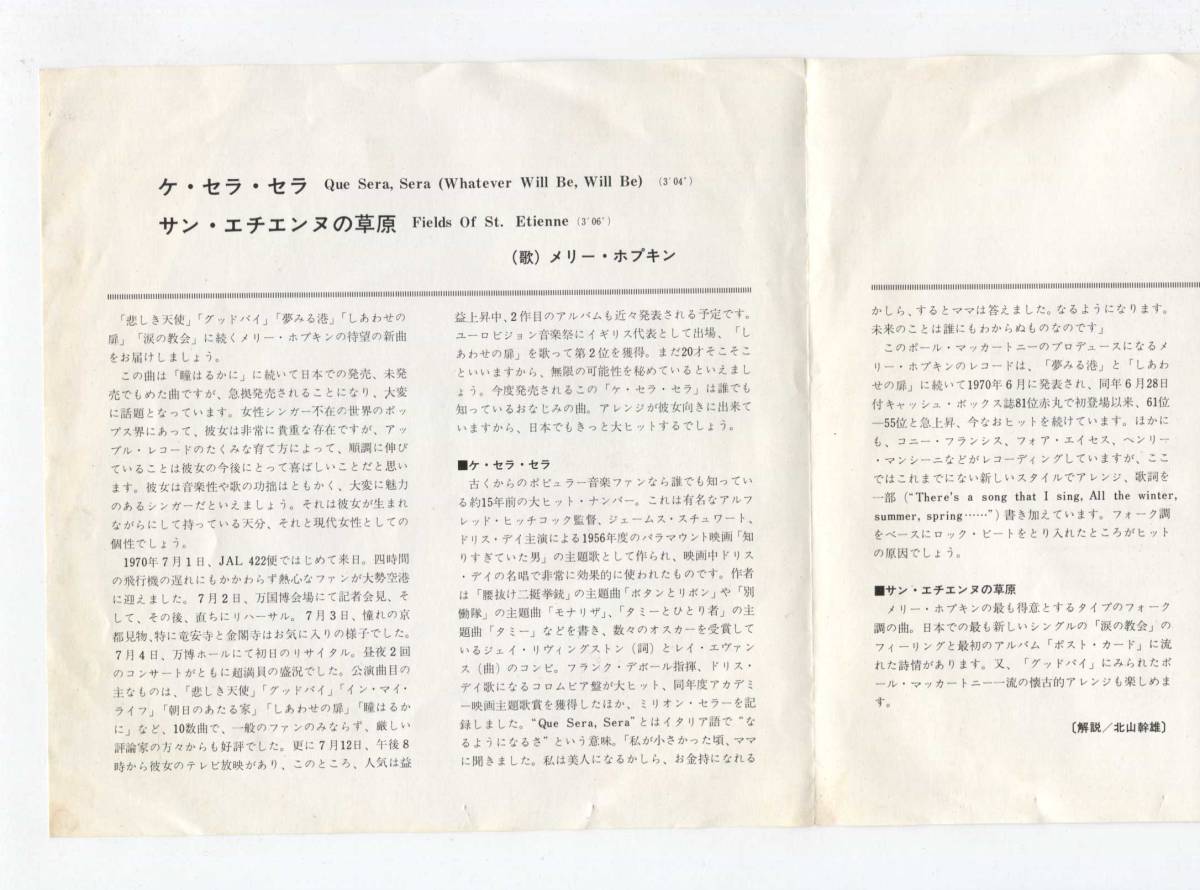 ケ・セラ・セラ Que Sera, Sera (Whatever Will Be, Will Be) (3′04″)
サン・エチエンヌの草原 Fields Of St. Etienne (3′06″)
(歌) メリー・ホプキン
「悲しき天使」「グッドバイ」「夢みる港」「しあわせの
扉」「涙の教会」に続くメリー・ホプキンの待望の新曲
をお届けしましょう。
この曲は「瞳はるかに」に続いて日本での発売、未発
売でもめた曲ですが、急拠発売されることになり、大変
に話題となっています。女性シンガー不在の世界のポッ
プス界にあって、彼女は非常に貴重な存在ですが、アッ
プル・レコードのたくみな育て方によって、順調に伸び
ていることは彼女の今後にとって喜ばしいことだと思い
ます。彼女は音楽性や歌の功拙はともかく、大変に魅力
のあるシンガーだといえましょう。それは彼女が生まれ
ながらにして持っている天分、それと現代女性としての
個性でしょう。
1970年7月1日、JAL 422便ではじめて来日。四時間
の飛行機の遅れにもかかわらず熱心なファンが大勢空港
に迎えました。7月2日、万国博会場にて記者会見、そ
して、その後、直ちにリハーサル。7月3日、憧れの京
都見物、特に竜安寺と金閣寺はお気に入りの様子でした。
7月4日、万博ホールにて初日のリサイタル。昼夜2回
のコンサートがともに超満員の盛況でした。公演曲目の
主なものは、「悲しき天使」「グッドバイ」「イン・マイ・
ライフ」「朝日のあたる家」「しあわせの扉」「瞳はるか
に」など、10数曲で、一般のファンのみならず、厳しい
評論家の方々からも好評でした。更に7月12日、午後8
時から彼女のテレビ放映があり、このところ、人気は益
益上昇中、2作目のアルバムも近々発表される予定です。
ユーロビジョン音楽祭にイギリス代表として出場、「し
あわせの扉」を歌って第2位を獲得。まだ20才そこそこ
といいますから、無限の可能性を秘めているといえまし
ょう。今度発売されるこの「ケ・セラ・セラ」は誰でも
知っているおなじみの曲。アレンジが彼女向きに出来て
いますから、日本でもきっと大ヒットするでしょう。
■ケ・セラ・セラ
古くからのポピュラー音楽ファンなら誰でも知ってい
る約15年前の大ヒット・ナンバー。これは有名なアルフ
レッド・ヒッチコック監督、ジェームス・スチュワート、
ドリス・デイ主演による1956年度のパラマウント映画「知
りすぎていた男」の主題歌として作られ、映画中ドリス
・デイの名唱で非常に効果的に使われたものです。作者
は「腰抜け二挺拳銃」の主題曲「ボタンとリボン」や「別
働隊」の主題曲「モナリザ」、「タミーとひとり者」の主
題曲「タミー」などを書き、数々のオスカーを受賞して
いるジェイ・リヴィングストン（詞）とレイ・エヴァン
ス（曲）のコンビ。フランク・デボール指揮、ドリス・
デイ歌になるコロムビア盤が大ヒット、同年度アカデミ
ー映画主題歌賞を獲得したほか、ミリオン・セラーを記
録しました。“Que Sera, Sera”とはイタリア語で“な
るようになるさ”という意味。「私が小さかった頃、ママ
に聞きました。私は美人になるかしら、お金持になれる
かしら、するとママは答えました。なるようになります。
未来のことは誰にもわからぬものなのです」
このポール・マッカートニーのプロデュースになるメ
リー・ホプキンのレコードは、「夢みる港」と「しあわ
せの扉」に続いて1970年6月に発表され、同年6月28日
付キャッシュ・ボックス誌81位赤丸で初登場以来、61位
—55位と急上昇、今なおヒットを続けています。ほかに
も、コニー・フランシス、フォア・エイセス、ヘンリー
・マンシーニなどがレコーディングしていますが、ここ
ではこれまでにない新しいスタイルでアレンジ、歌詞を
一部（“There's a song that I sing, All the winter,
summer, spring……”）書き加えています。フォーク調
をベースにロック・ビートをとり入れたところがヒット
の原因でしょう。
■サン・エチエンヌの草原
メリー・ホプキンの最も得意とするタイプのフォーク
調の曲。日本での最も新しいシングルの「涙の教会」の
フィーリングと最初のアルバム「ポスト・カード」に流
れた詩情があります。又、「グッドバイ」にみられたポ
ール・マッカートニー一流の懐古的アレンジも楽しめま
す。
〔解説／北山幹雄〕